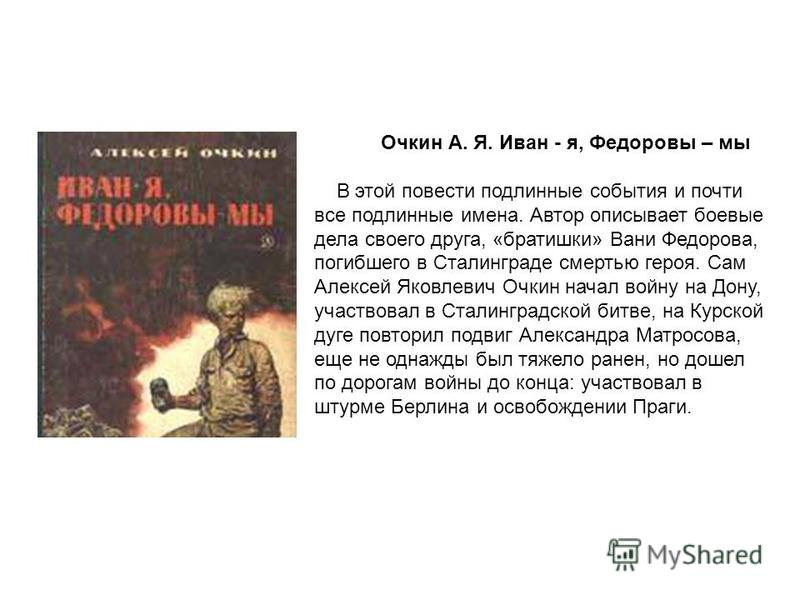 Очкин А. Я. Иван - я, Федоровы – мы
АЛЕКСЕЙ ОЧКИН
ИВАН-Я,
ФЕДОРОВЫ-МЫ
В этой повести подлинные события и почти
все подлинные имена. Автор описывает боевые
дела своего друга, «братишки» Вани Федорова,
погибшего в Сталинграде смертью героя. Сам
Алексей Яковлевич Очкин начал войну на Дону,
участвовал в Сталинградской битве, на Курской
дуге повторил подвиг Александра Матросова,
еще не однажды был тяжело ранен, но дошел
по дорогам войны до конца: участвовал в
штурме Берлина и освобождении Праги.
MyShared